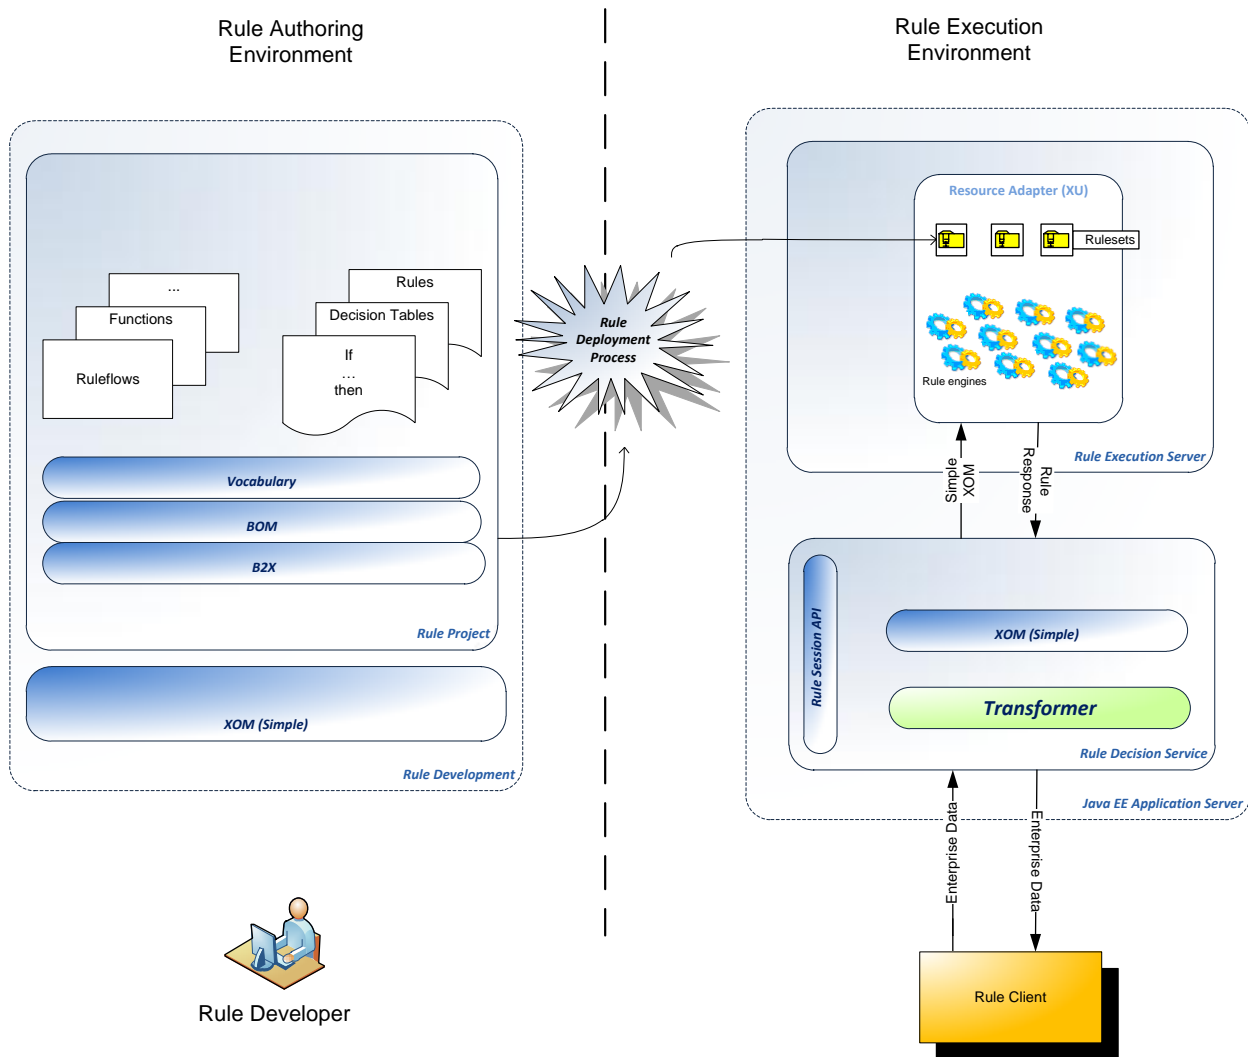 Rule Authoring
Environment
Rule Execution
Environment
Resource Adapter (XU)
Rulesets
Rule engines
Rule Execution Server
...
Functions
Ruleflows
Rules
Decision Tables
If
...
then
Rule
Deployment
Process
Vocabulary
BOM
B2X
Rule Project
XOM (Simple)
Rule Development
Simple
XOM
Rule
Response
Rule Session API
XOM (Simple)
Transformer
Rule Decision Service
Java EE Application Server
Enterprise Data
Enterprise Data
Rule Client
Rule Developer